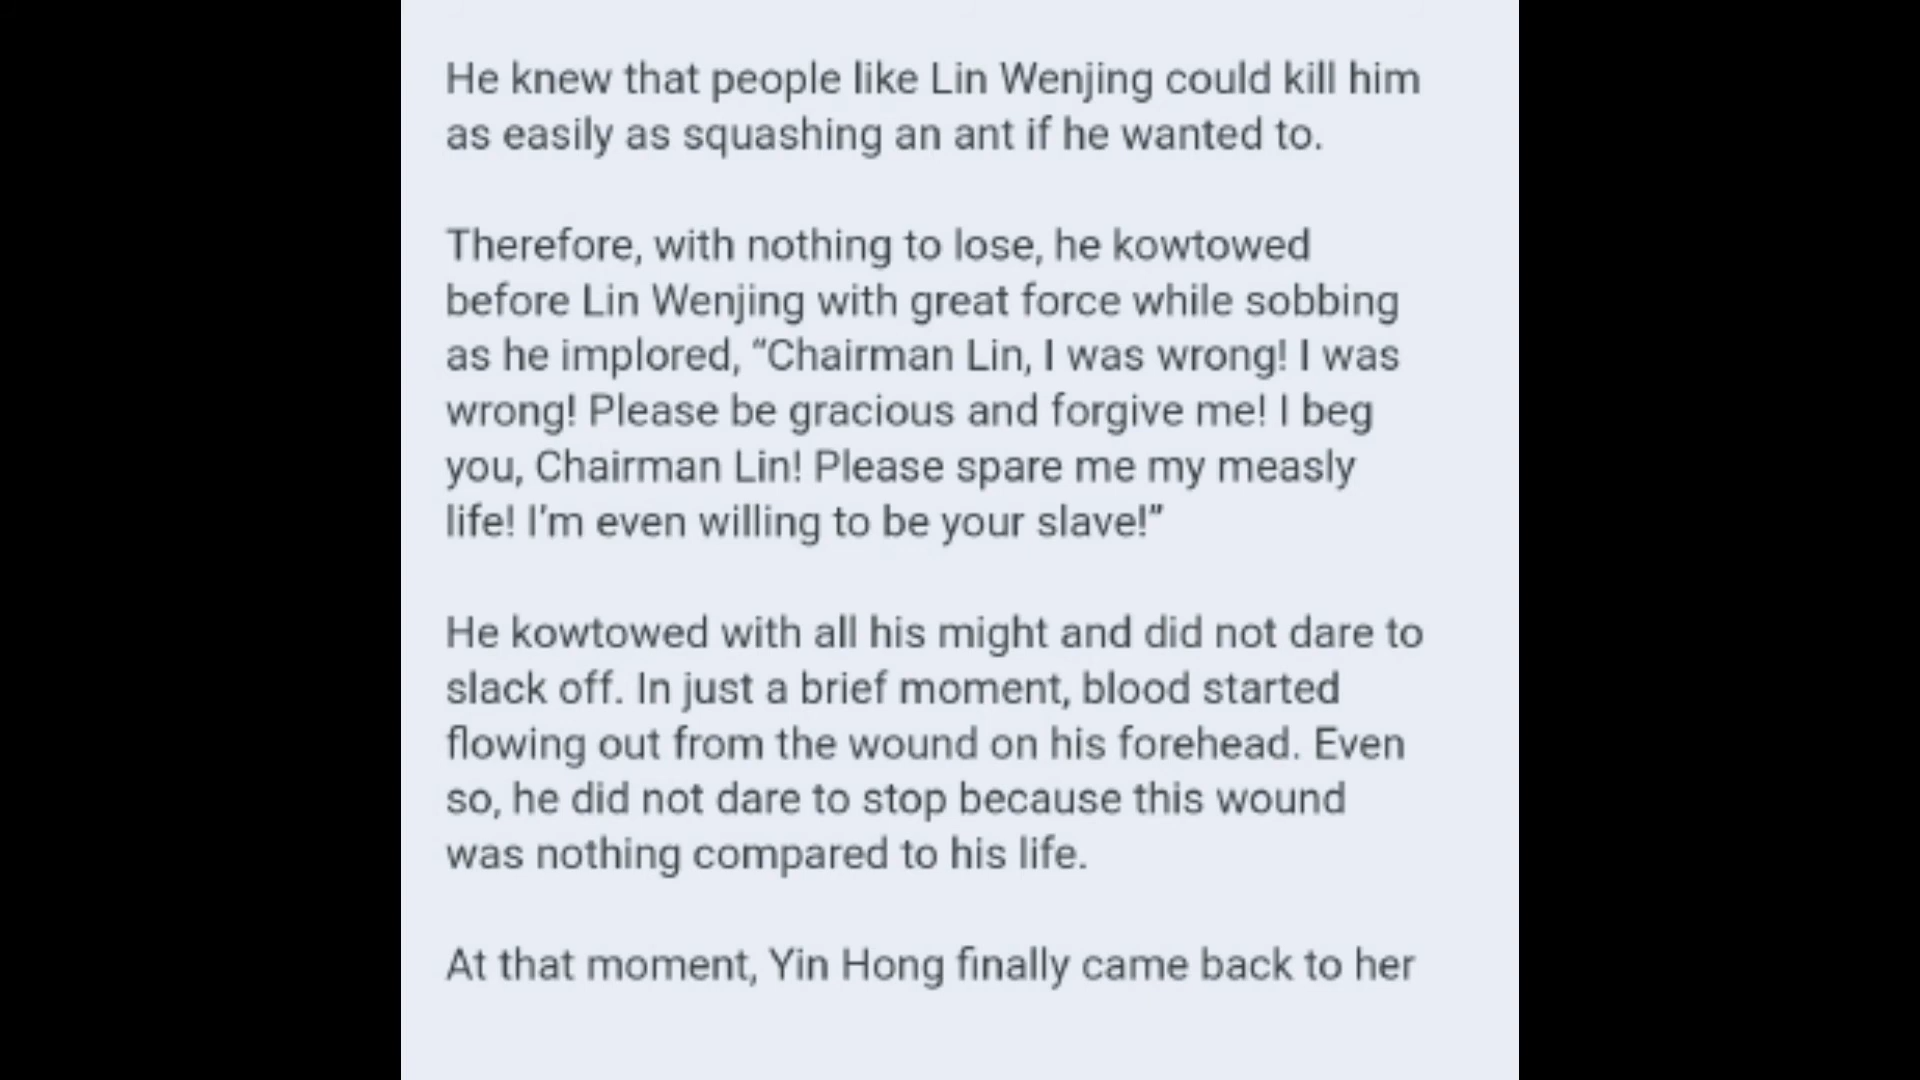 He knew that people like Lin Wenjing could kill him
as easily as squashing an ant if he wanted to.
Therefore, with nothing to lose, he kowtowed
before Lin Wenjing with great force while sobbing
as he implored, “Chairman Lin, I was wrong! I was
wrong! Please be gracious and forgive me! I beg
you, Chairman Lin! Please spare me my measly
life! I’m even willing to be your slave!”
He kowtowed with all his might and did not dare to
slack off. In just a brief moment, blood started
flowing out from the wound on his forehead. Even
so, he did not dare to stop because this wound
was nothing compared to his life.
At that moment, Yin Hong finally came back to her